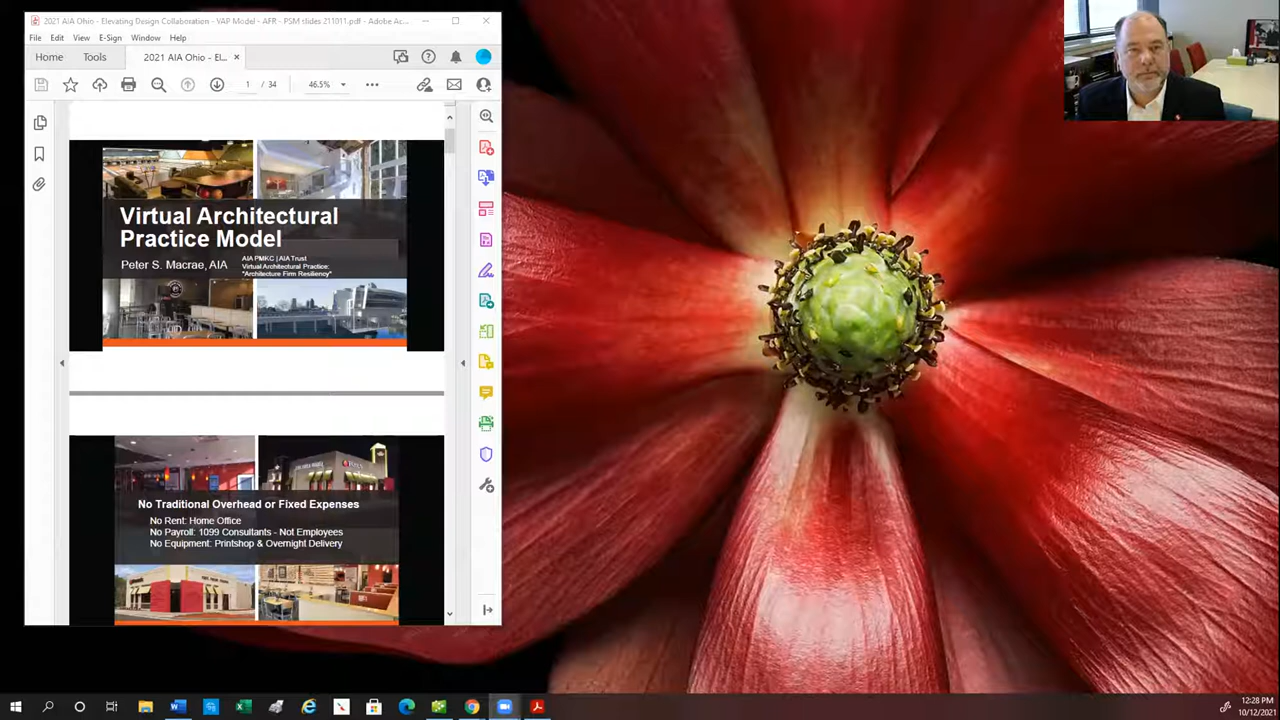 2021 AIA Ohio - Elevating Design Collaboration - VAP Model - AFR - PSM slides 211011.pdf - Adobe Ac...
File Edit View E-Sign Window Help
Home Tools 2021 AIA Ohio - El... ×
1 / 34 46.5%
Virtual Architectural
Practice Model
Peter S. Macrae, AIA
AIA PMKC | AIA Trust
Virtual Architectural Practice:
"Architecture Firm Resiliency"
No Traditional Overhead or Fixed Expenses
No Rent: Home Office
No Payroll: 1099 Consultants - Not Employees
No Equipment: Printshop & Overnight Delivery
12:28 PM
10/12/2021